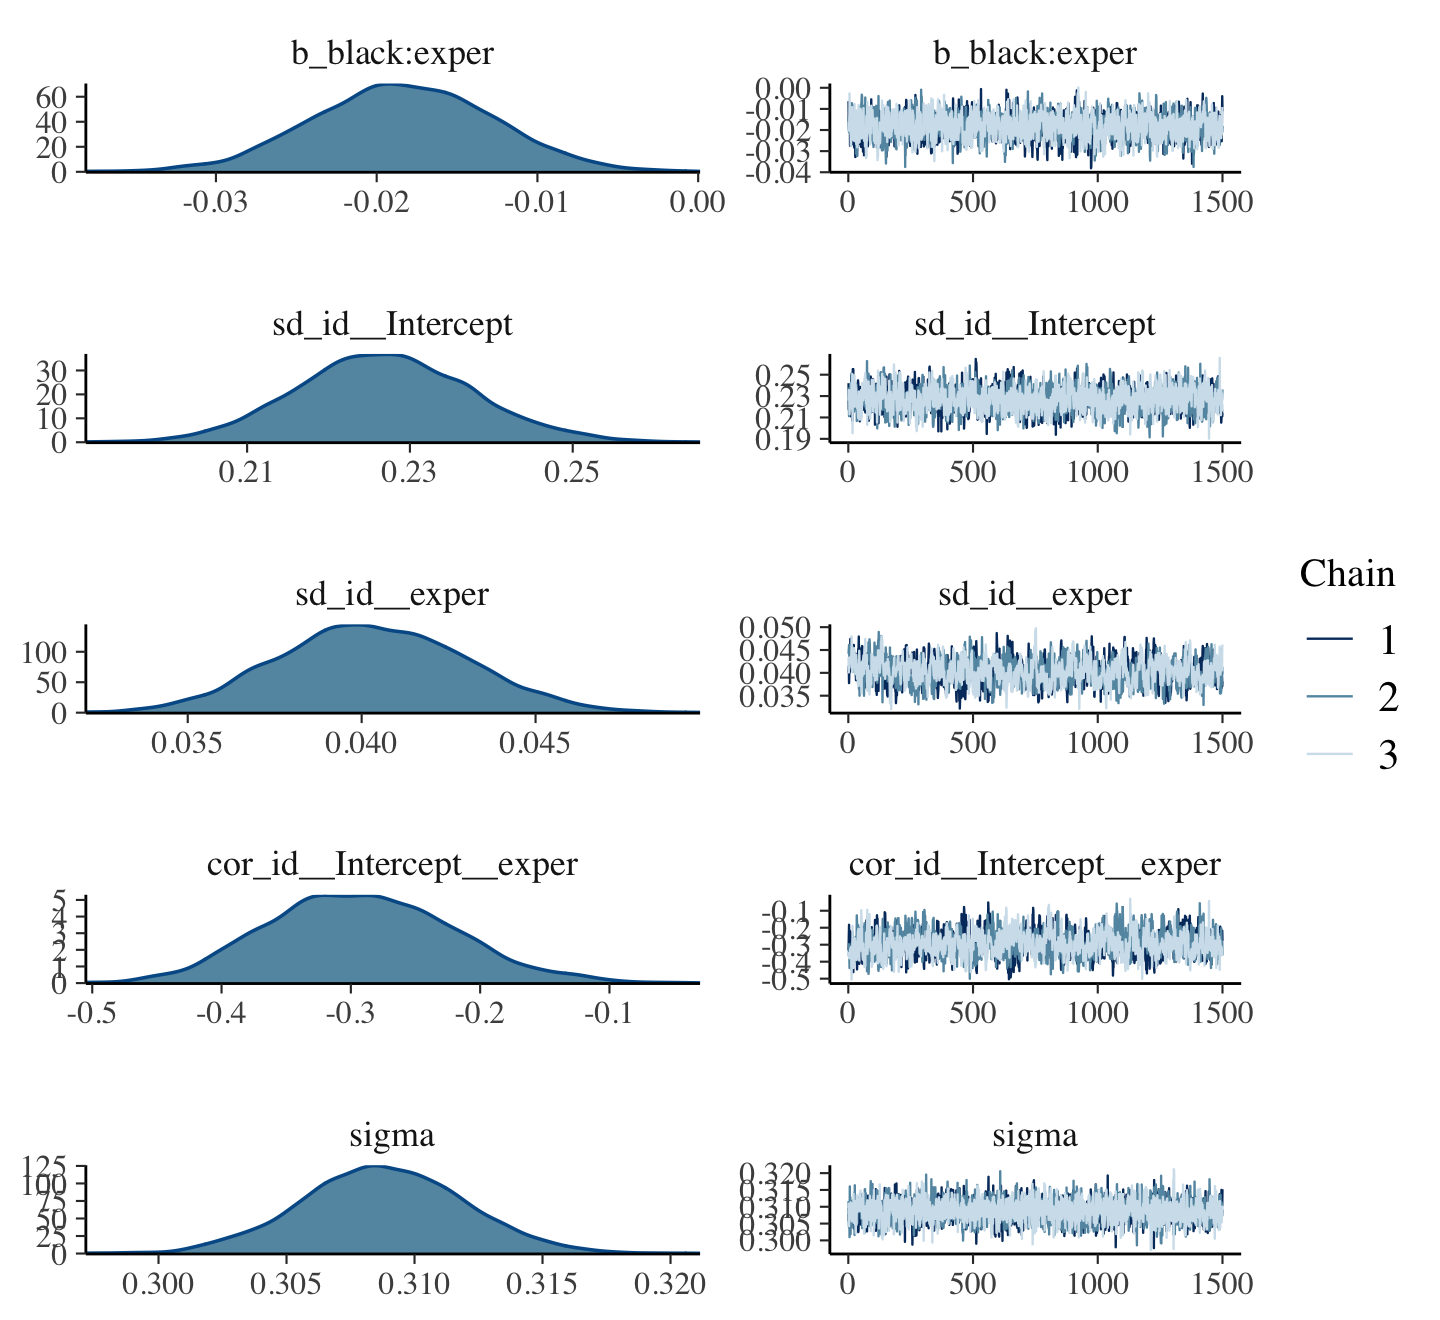 b_black:exper
60
40
20
0
-0.03 -0.02 -0.01 0.00
b_black:exper
0.00
-0.01
-0.02
-0.03
-0.04
0 500 1000 1500
sd_id__Intercept
30
20
10
0
0.21 0.23 0.25
sd_id__Intercept
0.25
0.23
0.21
0.19
0 500 1000 1500
sd_id__exper
100
50
0
0.035 0.040 0.045
sd_id__exper
0.050
0.045
0.040
0.035
0 500 1000 1500
cor_id__Intercept__exper
5
4
3
2
1
0
-0.5 -0.4 -0.3 -0.2 -0.1
cor_id__Intercept__exper
-0.1
-0.2
-0.3
-0.4
-0.5
0 500 1000 1500
sigma
125
100
75
50
25
0
0.300 0.305 0.310 0.315 0.320
sigma
0.320
0.315
0.310
0.305
0.300
0 500 1000 1500
Chain
1
2
3